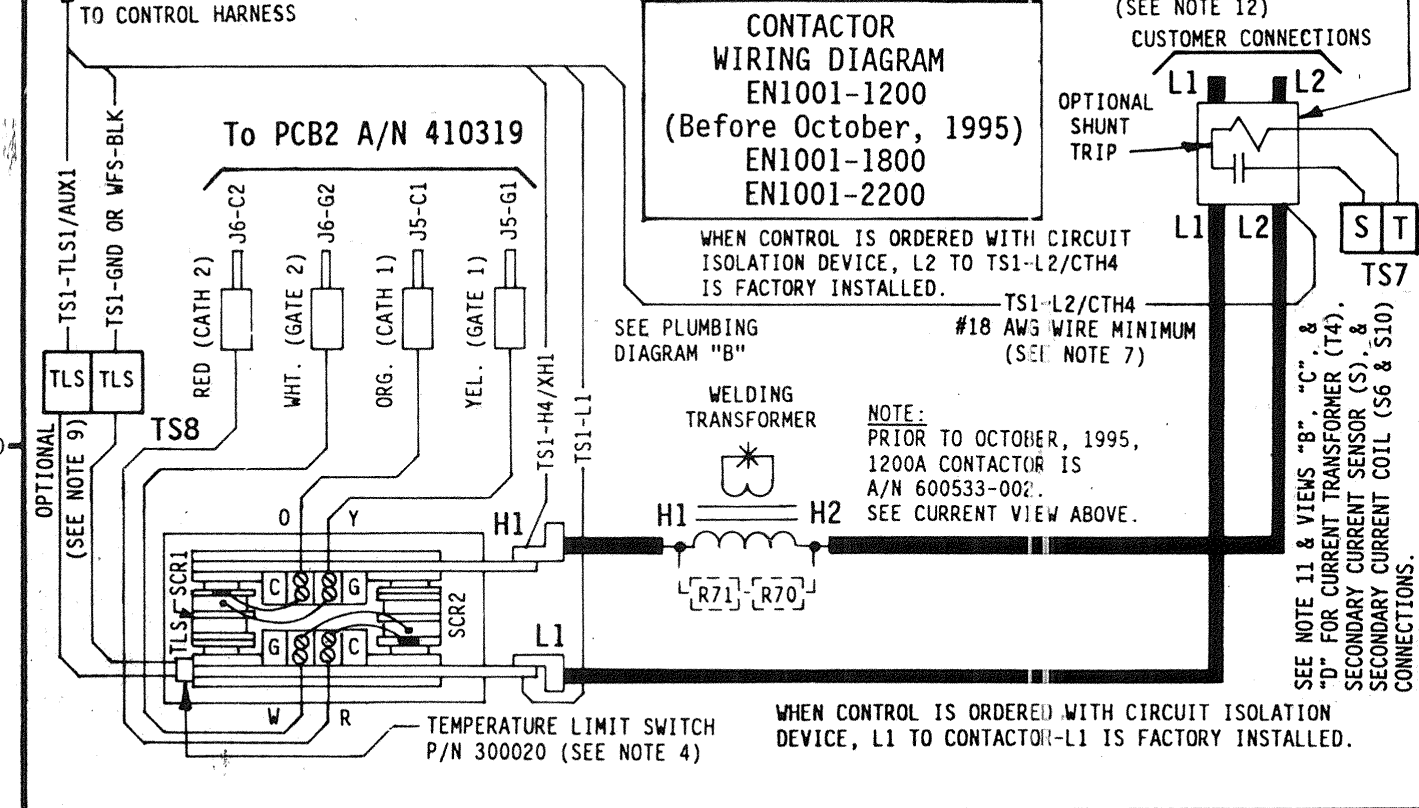 TO CONTROL HARNESS
CONTACTOR
WIRING DIAGRAM
EN1001-1200
(Before October, 1995)
EN1001-1800
EN1001-2200
(SEE NOTE 12)
CUSTOMER CONNECTIONS
L1
L2
OPTIONAL
SHUNT
TRIP
L1
L2
S
T
TS7
To PCB2 A/N 410319
TS1-TLS1/AUX1
TS1-GND OR WFS-BLK
J6-C2
J6-G2
J5-C1
J5-G1
RED (CATH 2)
WHT. (GATE 2)
ORG. (CATH 1)
YEL. (GATE 1)
WHEN CONTROL IS ORDERED WITH CIRCUIT
ISOLATION DEVICE, L2 TO TS1-L2/CTH4
IS FACTORY INSTALLED.
TS1-L2/CTH4
#18 AWG WIRE MINIMUM
(SEE NOTE 7)
SEE PLUMBING
DIAGRAM "B"
TLS
TLS
TS8
OPTIONAL
(SEE NOTE 9)
TS1-H4/XH1
TS1-L1
WELDING
TRANSFORMER
NOTE:
PRIOR TO OCTOBER, 1995,
1200A CONTACTOR IS
A/N 600533-002.
SEE CURRENT VIEW ABOVE.
H1
H2
R71
R70
O
Y
H1
SCR1
TLS
C
G
G
C
SCR2
L1
W
R
TEMPERATURE LIMIT SWITCH
P/N 300020 (SEE NOTE 4)
WHEN CONTROL IS ORDERED WITH CIRCUIT ISOLATION
DEVICE, L1 TO CONTACTOR-L1 IS FACTORY INSTALLED.
SEE NOTE 11 & VIEWS "B", "C", &
"D" FOR CURRENT TRANSFORMER (T4),
SECONDARY CURRENT SENSOR (S), &
SECONDARY CURRENT COIL (S6 & S10)
CONNECTIONS.